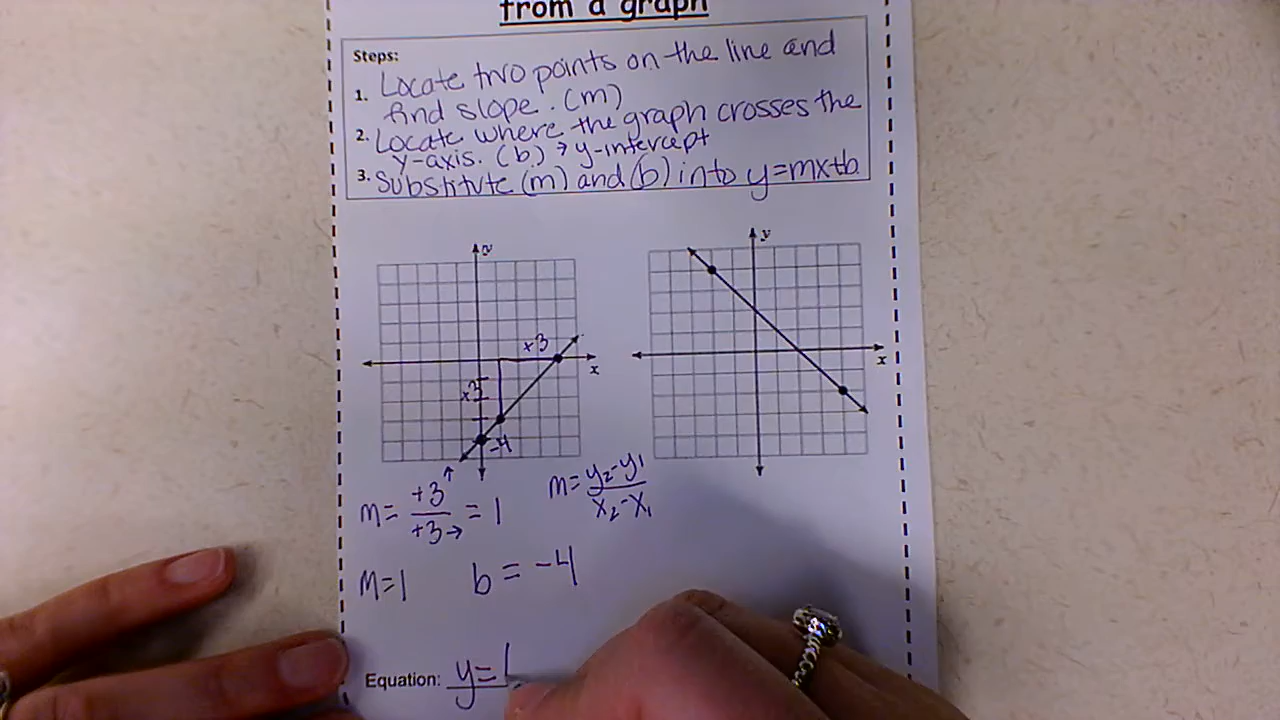 from a graph
Steps:
1. Locate two points on the line and
find slope. (m)
2. Locate where the graph crosses the
y-axis. (b) → y-intercept
3. Substitute (m) and (b) into y=mx+b
y
y
+3
x
x
+3
-4
m= +3↑ / +3→ = 1
m= y₂-y₁ / x₂-x₁
m=1 b = -4
Equation: y=1